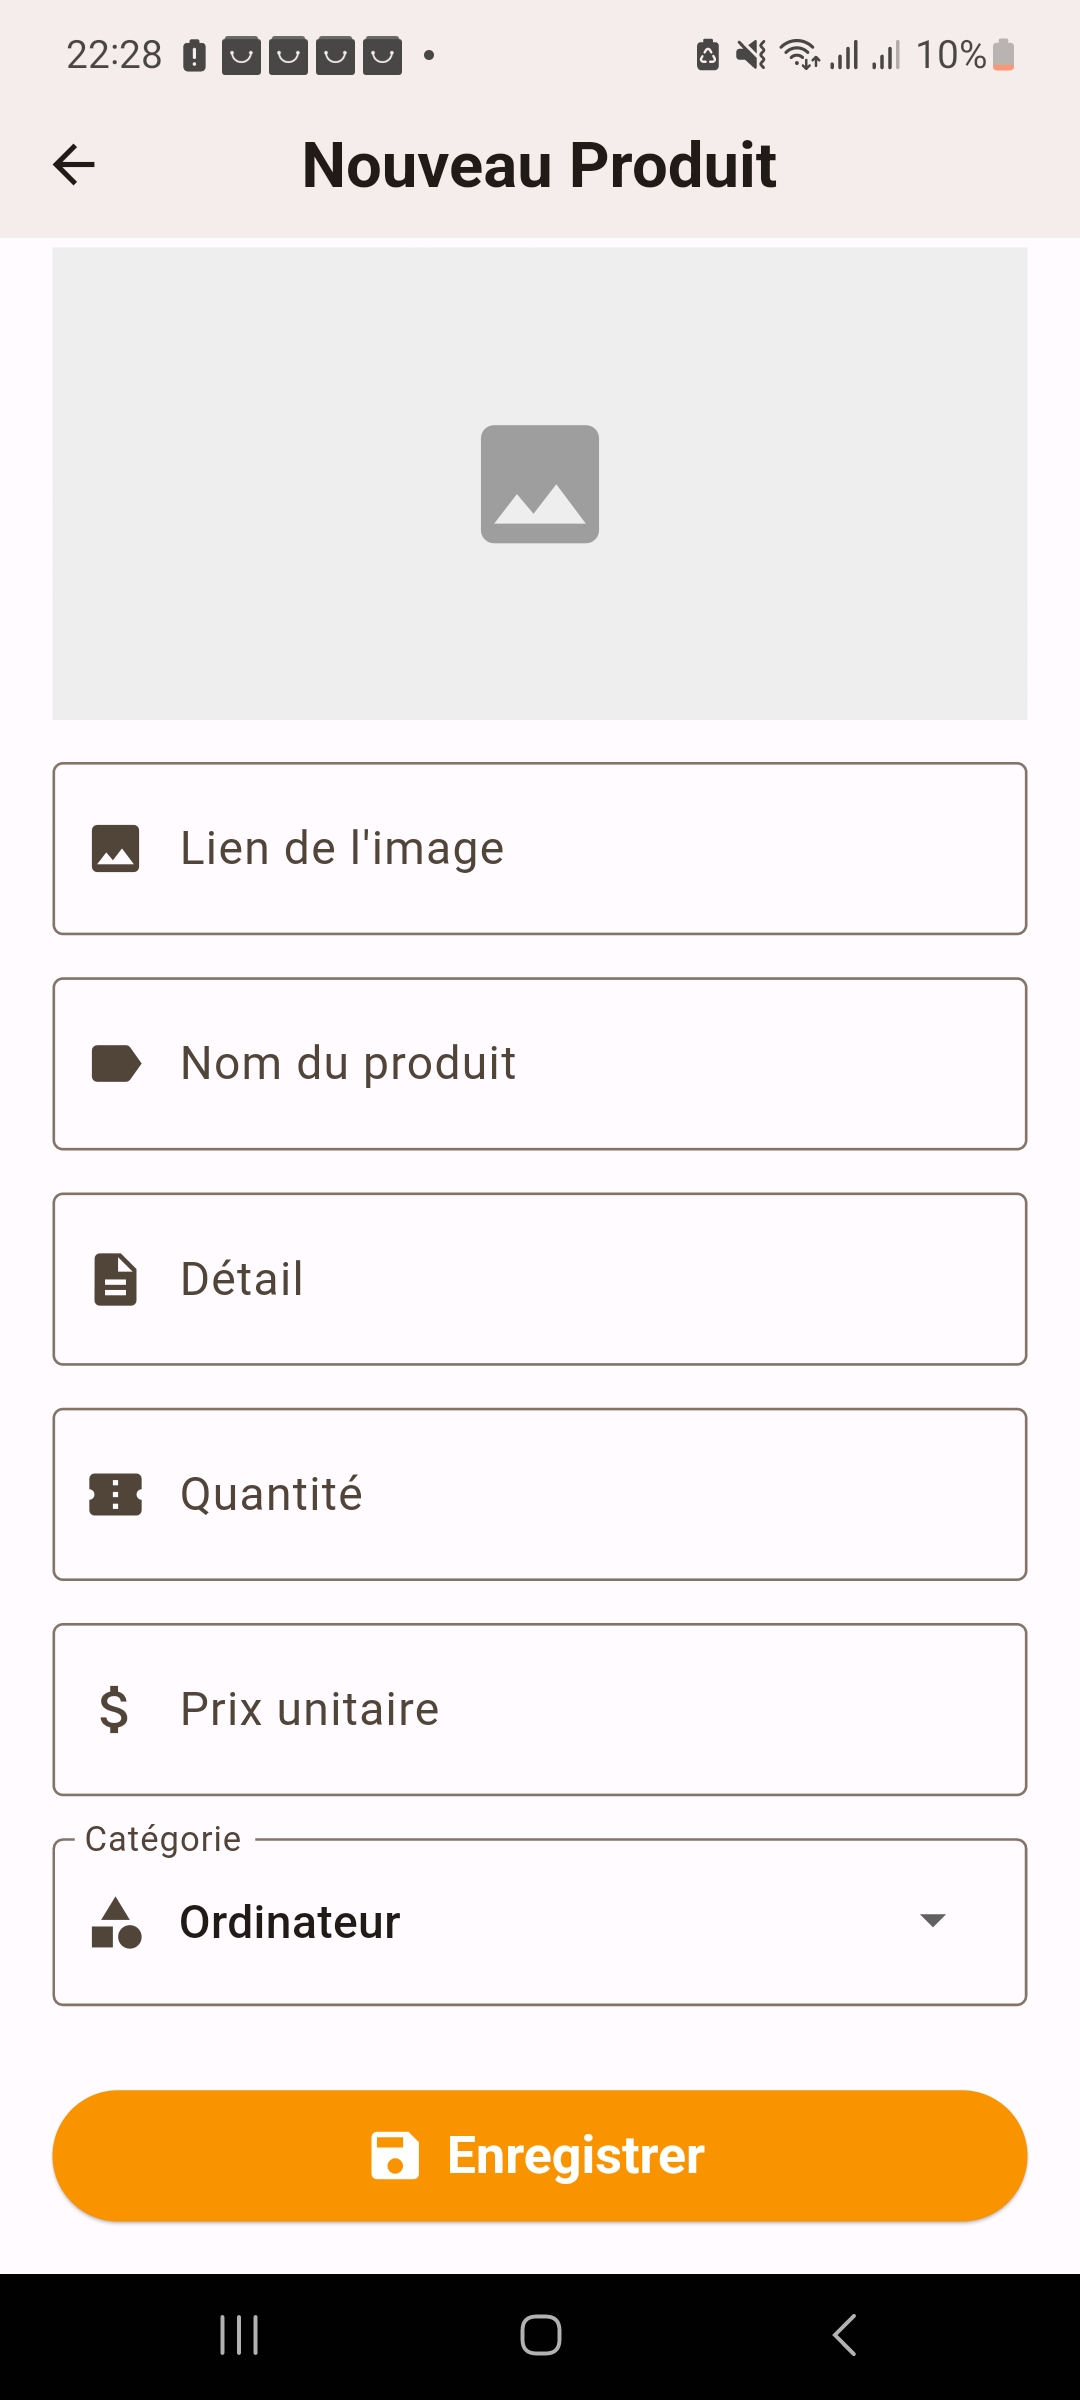 22:28 10%
Nouveau Produit
Lien de l'image
Nom du produit
Détail
Quantité
Prix unitaire
Catégorie
Ordinateur
Enregistrer